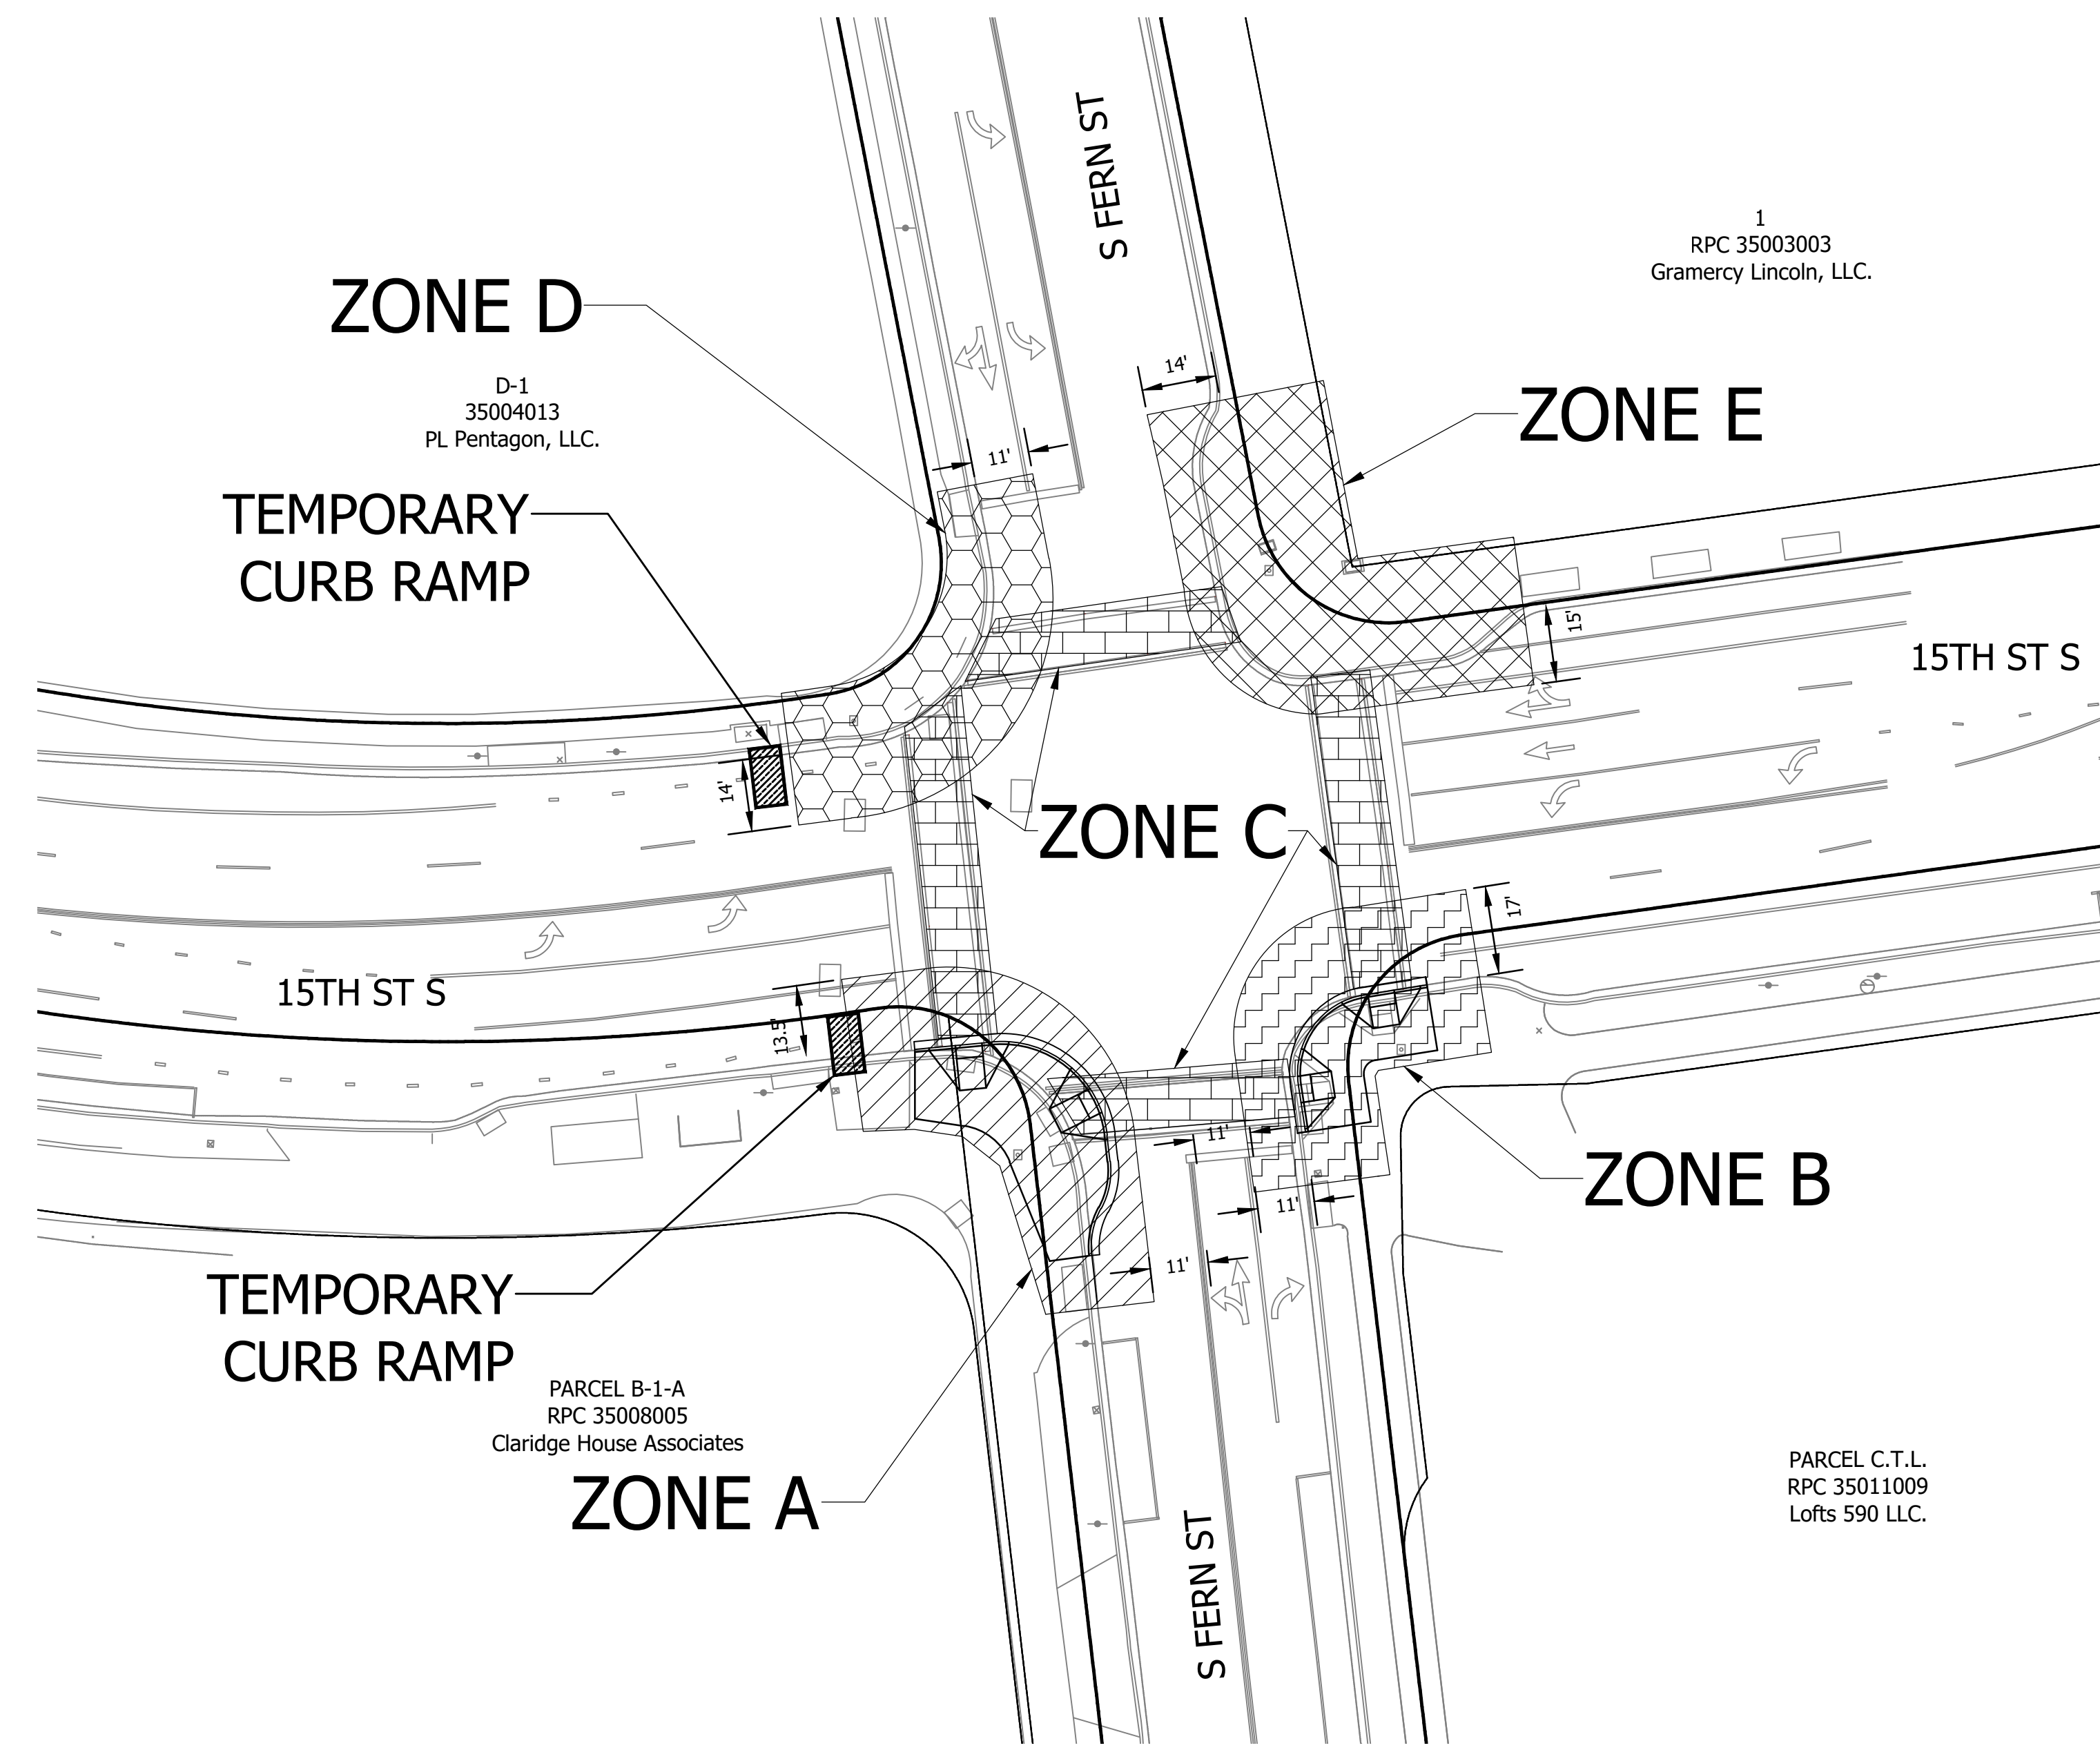 S FERN ST
1
RPC 35003003
Gramercy Lincoln, LLC.
ZONE D
14'
D-1
35004013
PL Pentagon, LLC.
ZONE E
11'
TEMPORARY
CURB RAMP
15'
15TH ST S
14'
ZONE C
17'
15TH ST S
13.5'
11'
ZONE B
11'
11'
TEMPORARY
CURB RAMP
PARCEL B-1-A
RPC 35008005
Claridge House Associates
ZONE A
PARCEL C.T.L.
RPC 35011009
Lofts 590 LLC.
S FERN ST